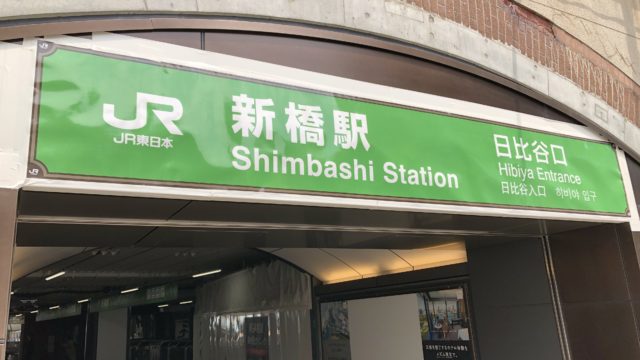 JR
JR東日本
新橋駅
Shimbashi Station
日比谷口
Hibiya Entrance
日比谷入口 히비야 입구